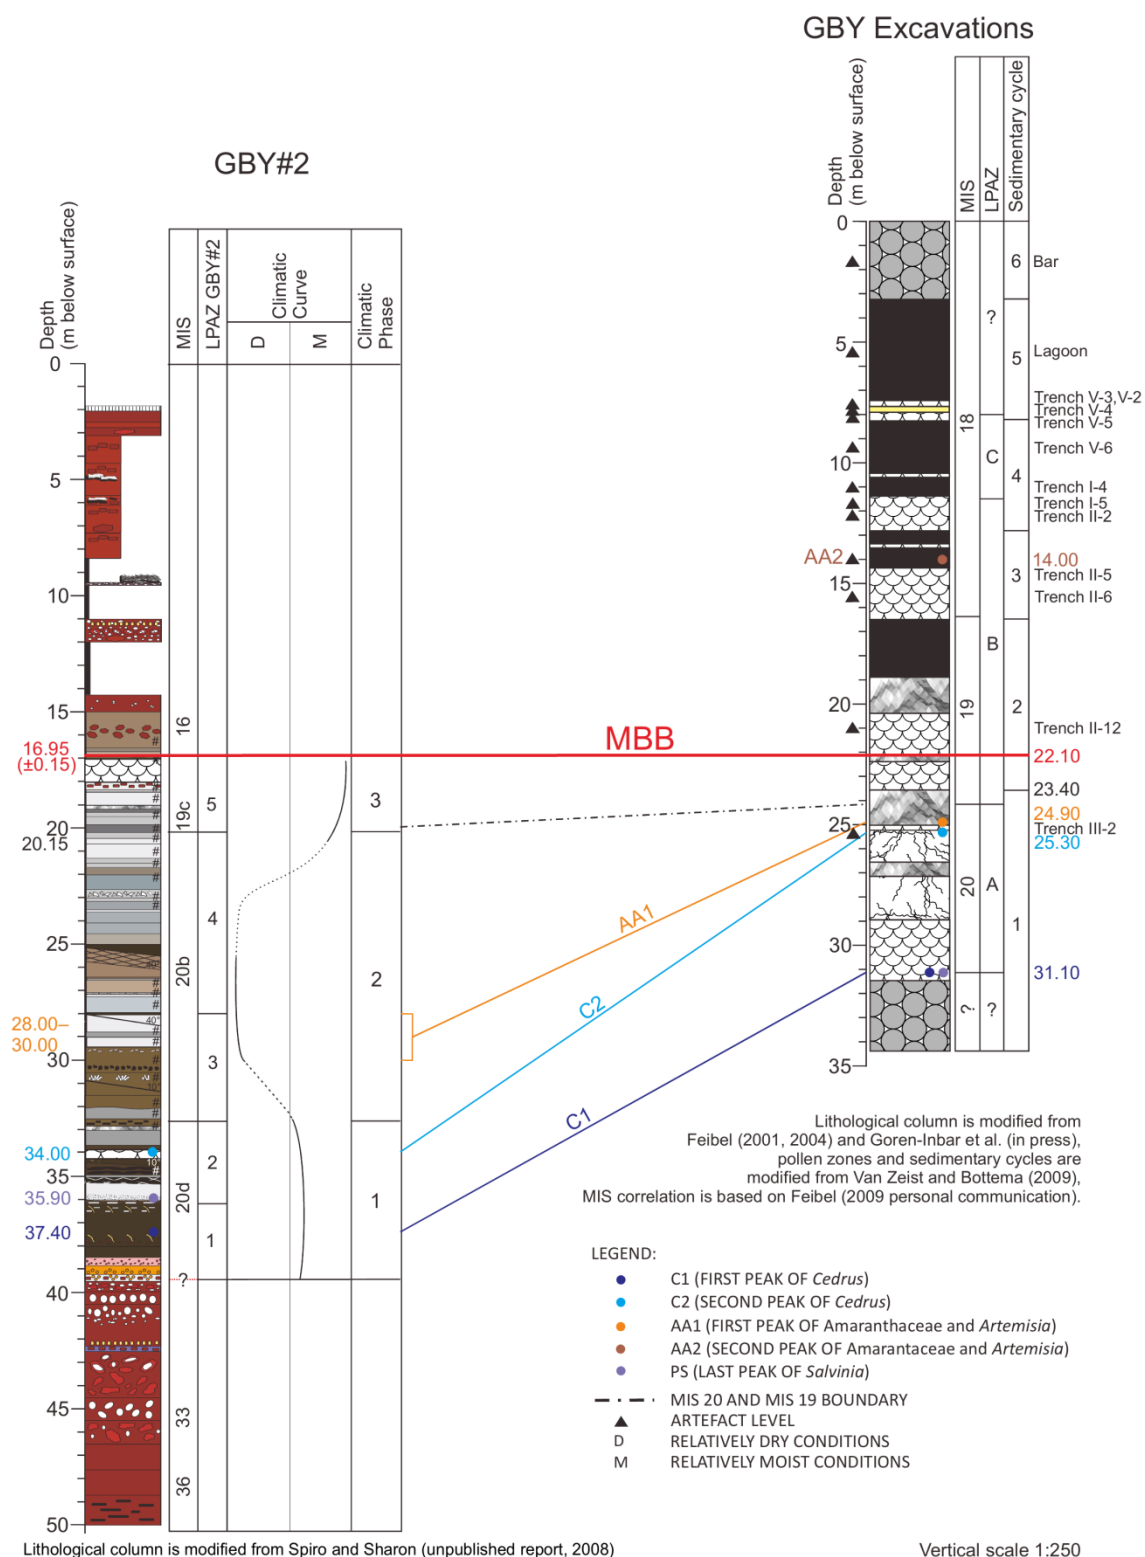 GBY Excavations
GBY#2
Depth
(m below surface)
MIS
LPAZ GBY#2
Climatic
Curve
D
M
Climatic
Phase
0
5
10
15
16.95
(±0.15)
20
20.15
25
28.00–
30.00
30
34.00
35
35.90
37.40
40
45
50
16
19c
20b
20d
?
33
36
5
4
3
2
1
3
2
1
#
40°
40°
10°
10°
MBB
AA1
C2
C1
Depth
(m below surface)
MIS
LPAZ
Sedimentary cycle
0
5
10
15
20
25
30
35
AA2
18
19
20
?
?
C
B
A
?
6
5
4
3
2
1
Bar
Lagoon
Trench V-3,V-2
Trench V-4
Trench V-5
Trench V-6
Trench I-4
Trench I-5
Trench II-2
14.00
Trench II-5
Trench II-6
Trench II-12
22.10
23.40
24.90
Trench III-2
25.30
31.10
Lithological column is modified from
Feibel (2001, 2004) and Goren-Inbar et al. (in press),
pollen zones and sedimentary cycles are
modified from Van Zeist and Bottema (2009),
MIS correlation is based on Feibel (2009 personal communication).
LEGEND:
C1 (FIRST PEAK OF Cedrus)
C2 (SECOND PEAK OF Cedrus)
AA1 (FIRST PEAK OF Amaranthaceae and Artemisia)
AA2 (SECOND PEAK OF Amarantaceae and Artemisia)
PS (LAST PEAK OF Salvinia)
MIS 20 AND MIS 19 BOUNDARY
ARTEFACT LEVEL
D RELATIVELY DRY CONDITIONS
M RELATIVELY MOIST CONDITIONS
Lithological column is modified from Spiro and Sharon (unpublished report, 2008)
Vertical scale 1:250